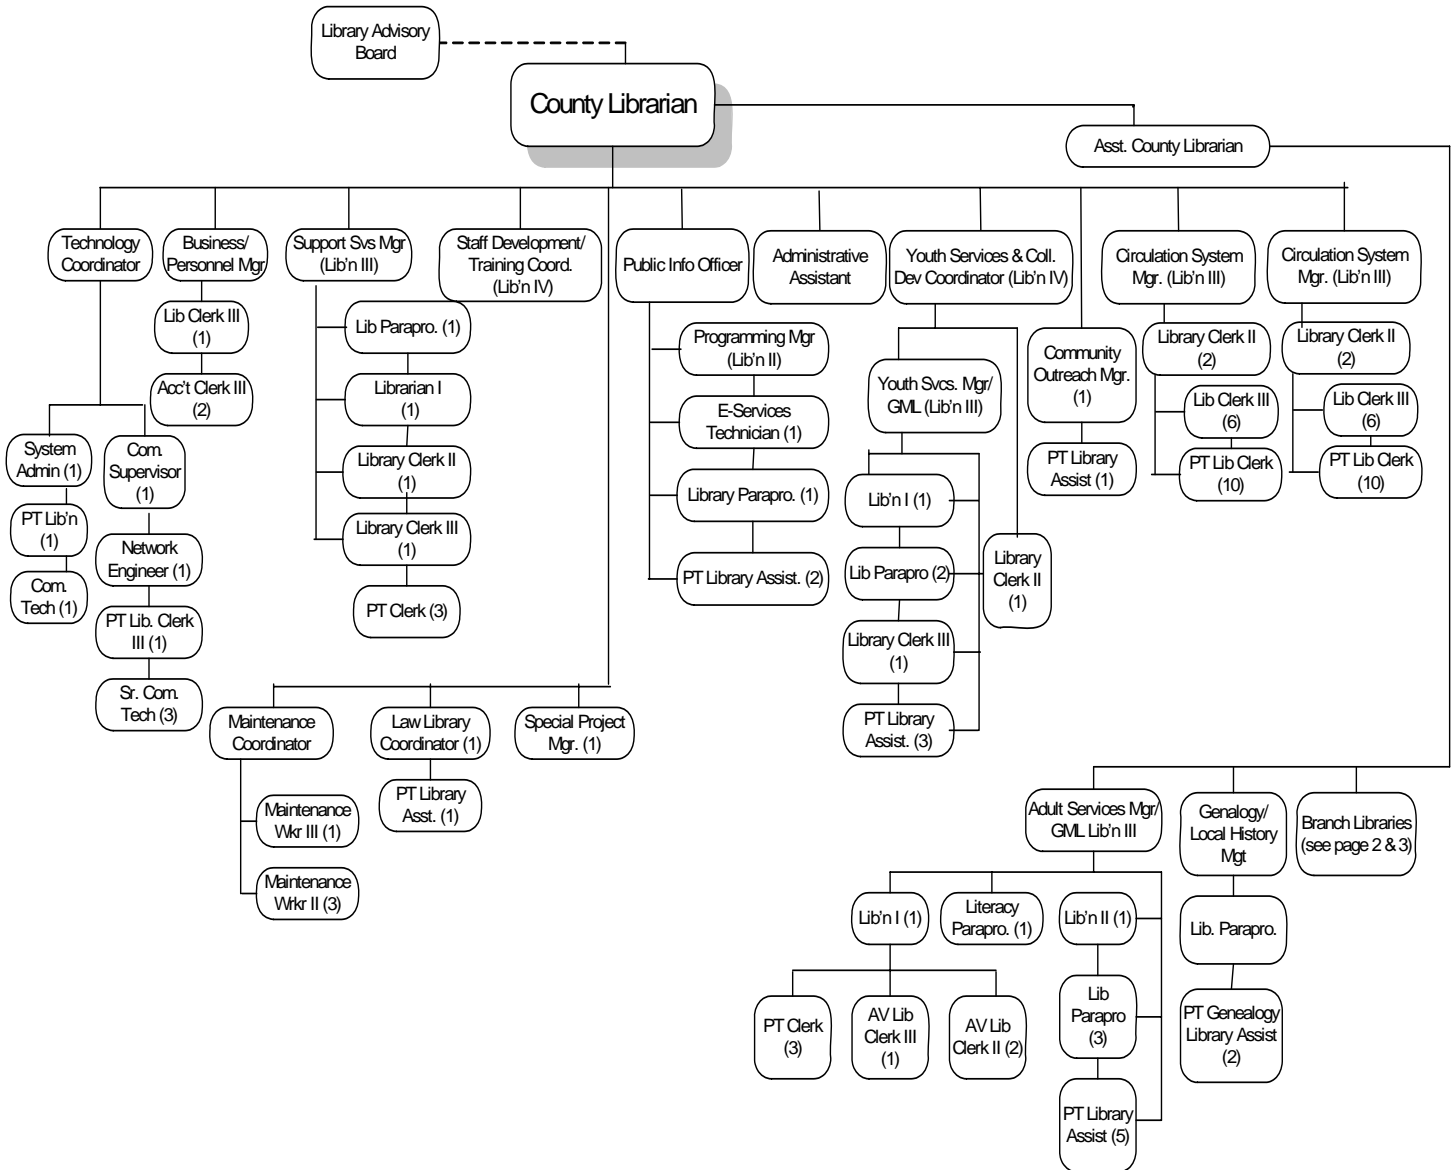 Library Advisory
Board
County Librarian
Asst. County Librarian
Technology
Coordinator
Business/
Personnel Mgr
Support Svs Mgr
(Lib'n III)
Staff Development/
Training Coord.
(Lib'n IV)
Public Info Officer
Administrative
Assistant
Youth Services & Coll.
Dev Coordinator (Lib'n IV)
Circulation System
Mgr. (Lib'n III)
Circulation System
Mgr. (Lib'n III)
Lib Clerk III
(1)
Acc't Clerk III
(2)
System
Admin (1)
PT Lib'n
(1)
Com.
Tech (1)
Com.
Supervisor
(1)
Network
Engineer (1)
PT Lib. Clerk
III (1)
Sr. Com.
Tech (3)
Lib Parapro. (1)
Librarian I
(1)
Library Clerk II
(1)
Library Clerk III
(1)
PT Clerk (3)
Programming Mgr
(Lib'n II)
E-Services
Technician (1)
Library Parapro. (1)
PT Library Assist. (2)
Youth Svcs. Mgr/
GML (Lib'n III)
Lib'n I (1)
Lib Parapro (2)
Library Clerk III
(1)
PT Library
Assist. (3)
Library
Clerk II
(1)
Community
Outreach Mgr.
(1)
PT Library
Assist (1)
Library Clerk II
(2)
Lib Clerk III
(6)
PT Lib Clerk
(10)
Library Clerk II
(2)
Lib Clerk III
(6)
PT Lib Clerk
(10)
Maintenance
Coordinator
Law Library
Coordinator (1)
Special Project
Mgr. (1)
Maintenance
Wkr III (1)
Maintenance
Wrkr II (3)
PT Library
Asst. (1)
Adult Services Mgr/
GML Lib'n III
Genalogy/
Local History
Mgt
Branch Libraries
(see page 2 & 3)
Lib'n I (1)
Literacy
Parapro. (1)
Lib'n II (1)
Lib. Parapro.
PT Clerk
(3)
AV Lib
Clerk III
(1)
AV Lib
Clerk II (2)
Lib
Parapro
(3)
PT Genealogy
Library Assist
(2)
PT Library
Assist (5)